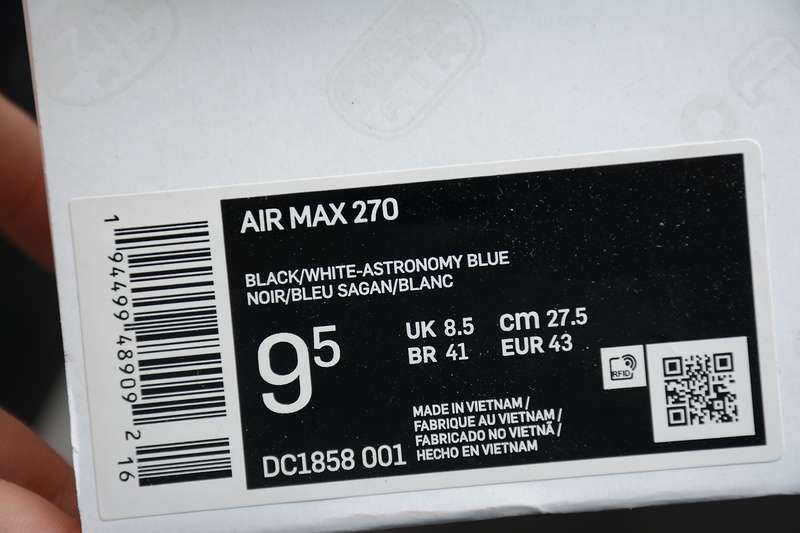 AIR MAX 270
BLACK/WHITE-ASTRONOMY BLUE
NOIR/BLEU SAGAN/BLANC
9 5
UK 8.5 cm 27.5
BR 41 EUR 43
RFID
MADE IN VIETNAM /
FABRIQUE AU VIETNAM /
FABRICADO NO VIETNÃ /
HECHO EN VIETNAM
DC1858 001
1 94499 48909 2 16